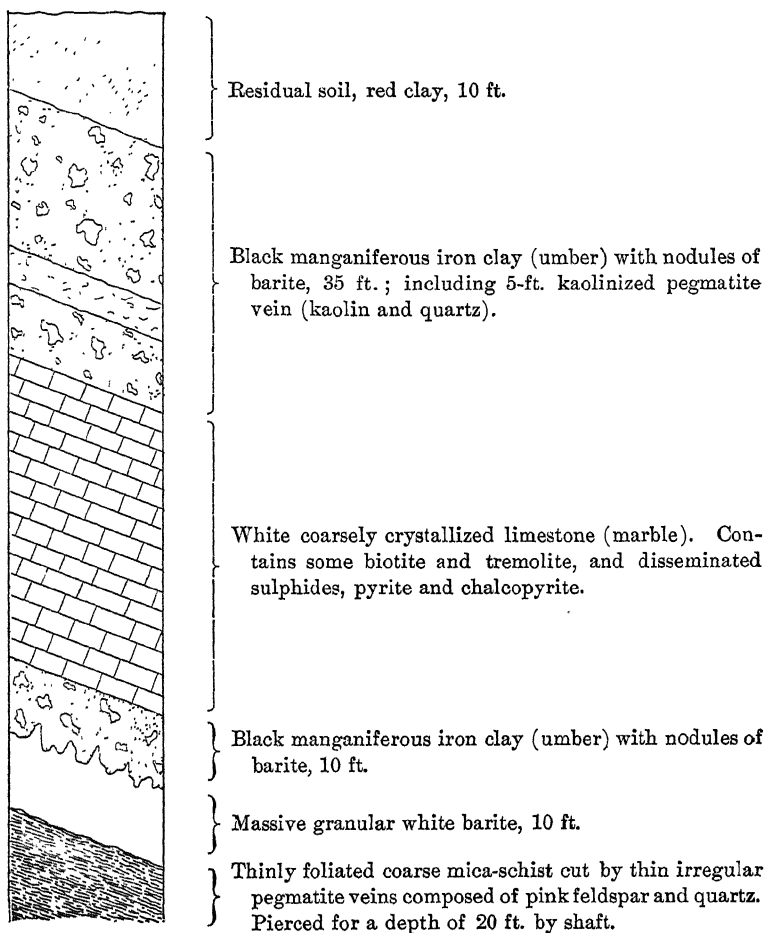 Residual soil, red clay, 10 ft.
Black manganiferous iron clay (umber) with nodules of
barite, 35 ft.; including 5-ft. kaolinized pegmatite
vein (kaolin and quartz).
White coarsely crystallized limestone (marble). Con-
tains some biotite and tremolite, and disseminated
sulphides, pyrite and chalcopyrite.
Black manganiferous iron clay (umber) with nodules of
barite, 10 ft.
Massive granular white barite, 10 ft.
Thinly foliated coarse mica-schist cut by thin irregular
pegmatite veins composed of pink feldspar and quartz.
Pierced for a depth of 20 ft. by shaft.